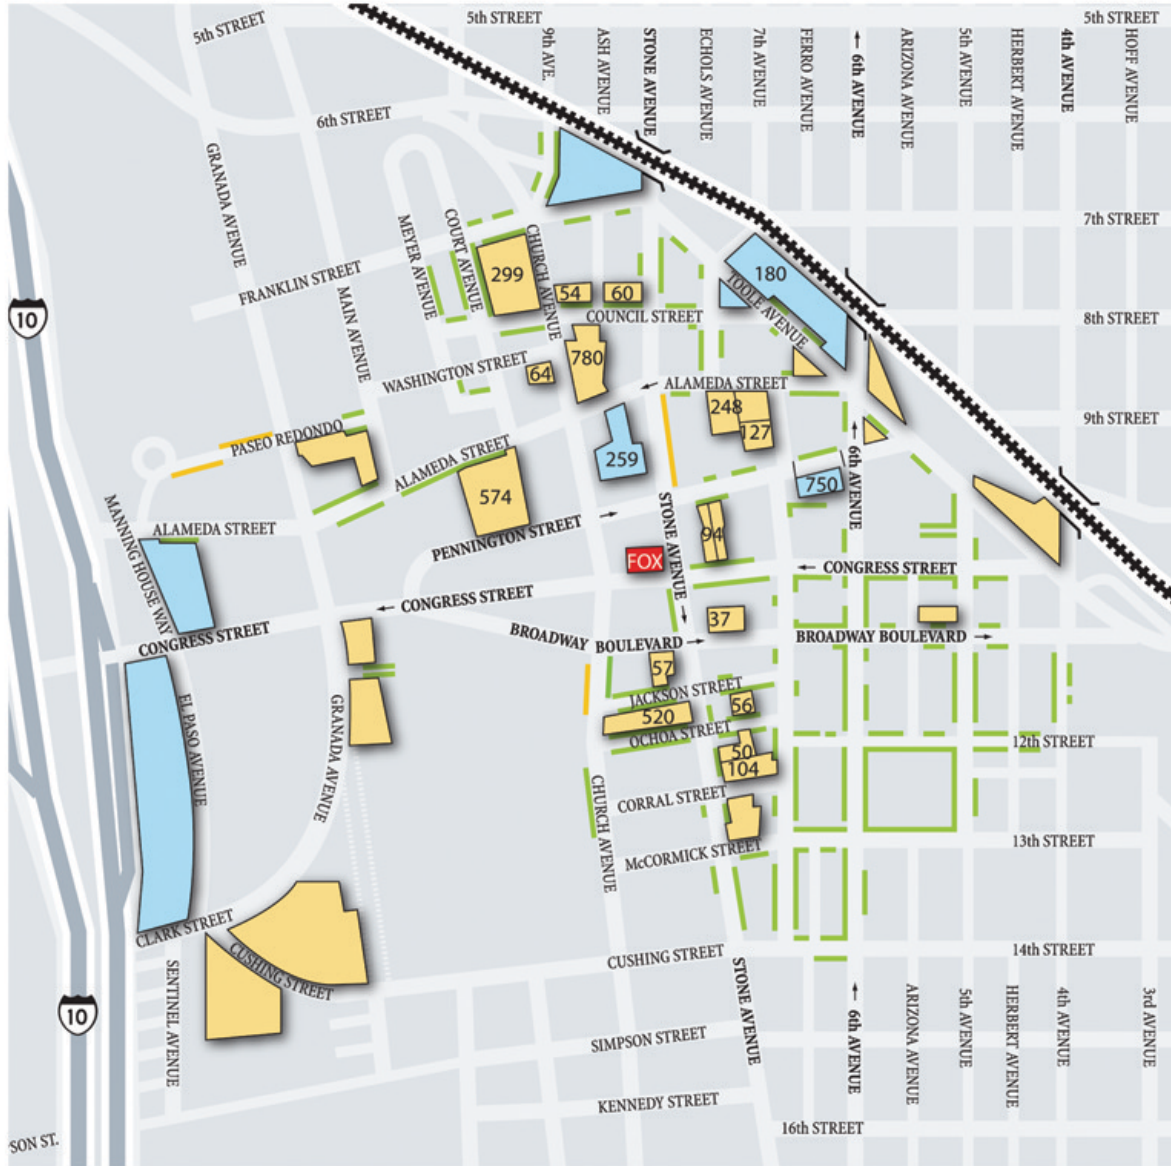 5th STREET
5th STREET
5th STREET
9th AVE.
ASH AVENUE
STONE AVENUE
ECHOLS AVENUE
7th AVENUE
FERRO AVENUE
← 6th AVENUE
ARIZONA AVENUE
5th AVENUE
HERBERT AVENUE
4th AVENUE
HOFF AVENUE
6th STREET
GRANADA AVENUE
7th STREET
MEYER AVENUE
COURT AVENUE
CHURCH AVENUE
FRANKLIN STREET
299
180
TOOLE AVENUE
54
60
COUNCIL STREET
8th STREET
10
MAIN AVENUE
WASHINGTON STREET
64
780
← ALAMEDA STREET
248
27
9th STREET
PASEO REDONDO
ALAMEDA STREET
259
← 6th AVENUE
750
574
STONE AVENUE →
MANNING HOUSE WAY
ALAMEDA STREET
PENNINGTON STREET →
94
FOX
← CONGRESS STREET
← CONGRESS STREET
CONGRESS STREET
37
BROADWAY BOULEVARD →
BROADWAY BOULEVARD →
57
JACKSON STREET
56
EL PASO AVENUE
GRANADA AVENUE
520
OCHOA STREET
50
104
12th STREET
CHURCH AVENUE
CORRAL STREET
McCORMICK STREET
13th STREET
CLARK STREET
CUSHING STREET
CUSHING STREET
14th STREET
SENTINEL AVENUE
STONE AVENUE
← 6th AVENUE
ARIZONA AVENUE
5th AVENUE
HERBERT AVENUE
4th AVENUE
3rd AVENUE
10
SIMPSON STREET
KENNEDY STREET
16th STREET
SON ST.